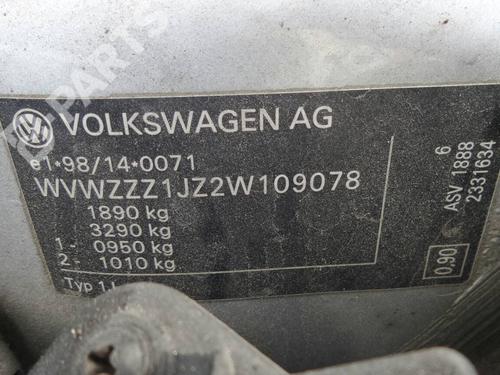 VOLKSWAGEN AG
e1*98/14*0071
WVWZZZ1JZ2W109078
1890 kg
3290 kg
1- 0950 kg
2- 1010 kg
Typ 1J
6
ASV 1888
2331634
0.90